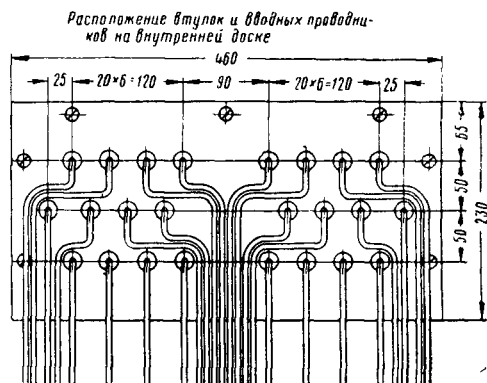 Расположение втулок и вводных проводни-
ков на внутренней доске
460
25 20×6=120 90 20×6=120 25
65
50
50
230